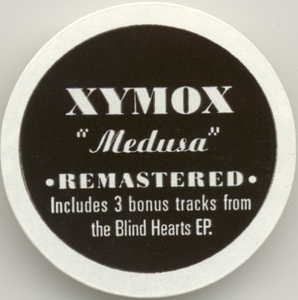 XYMOX
"Medusa"
•REMASTERED•
Includes 3 bonus tracks from
the Blind Hearts EP.